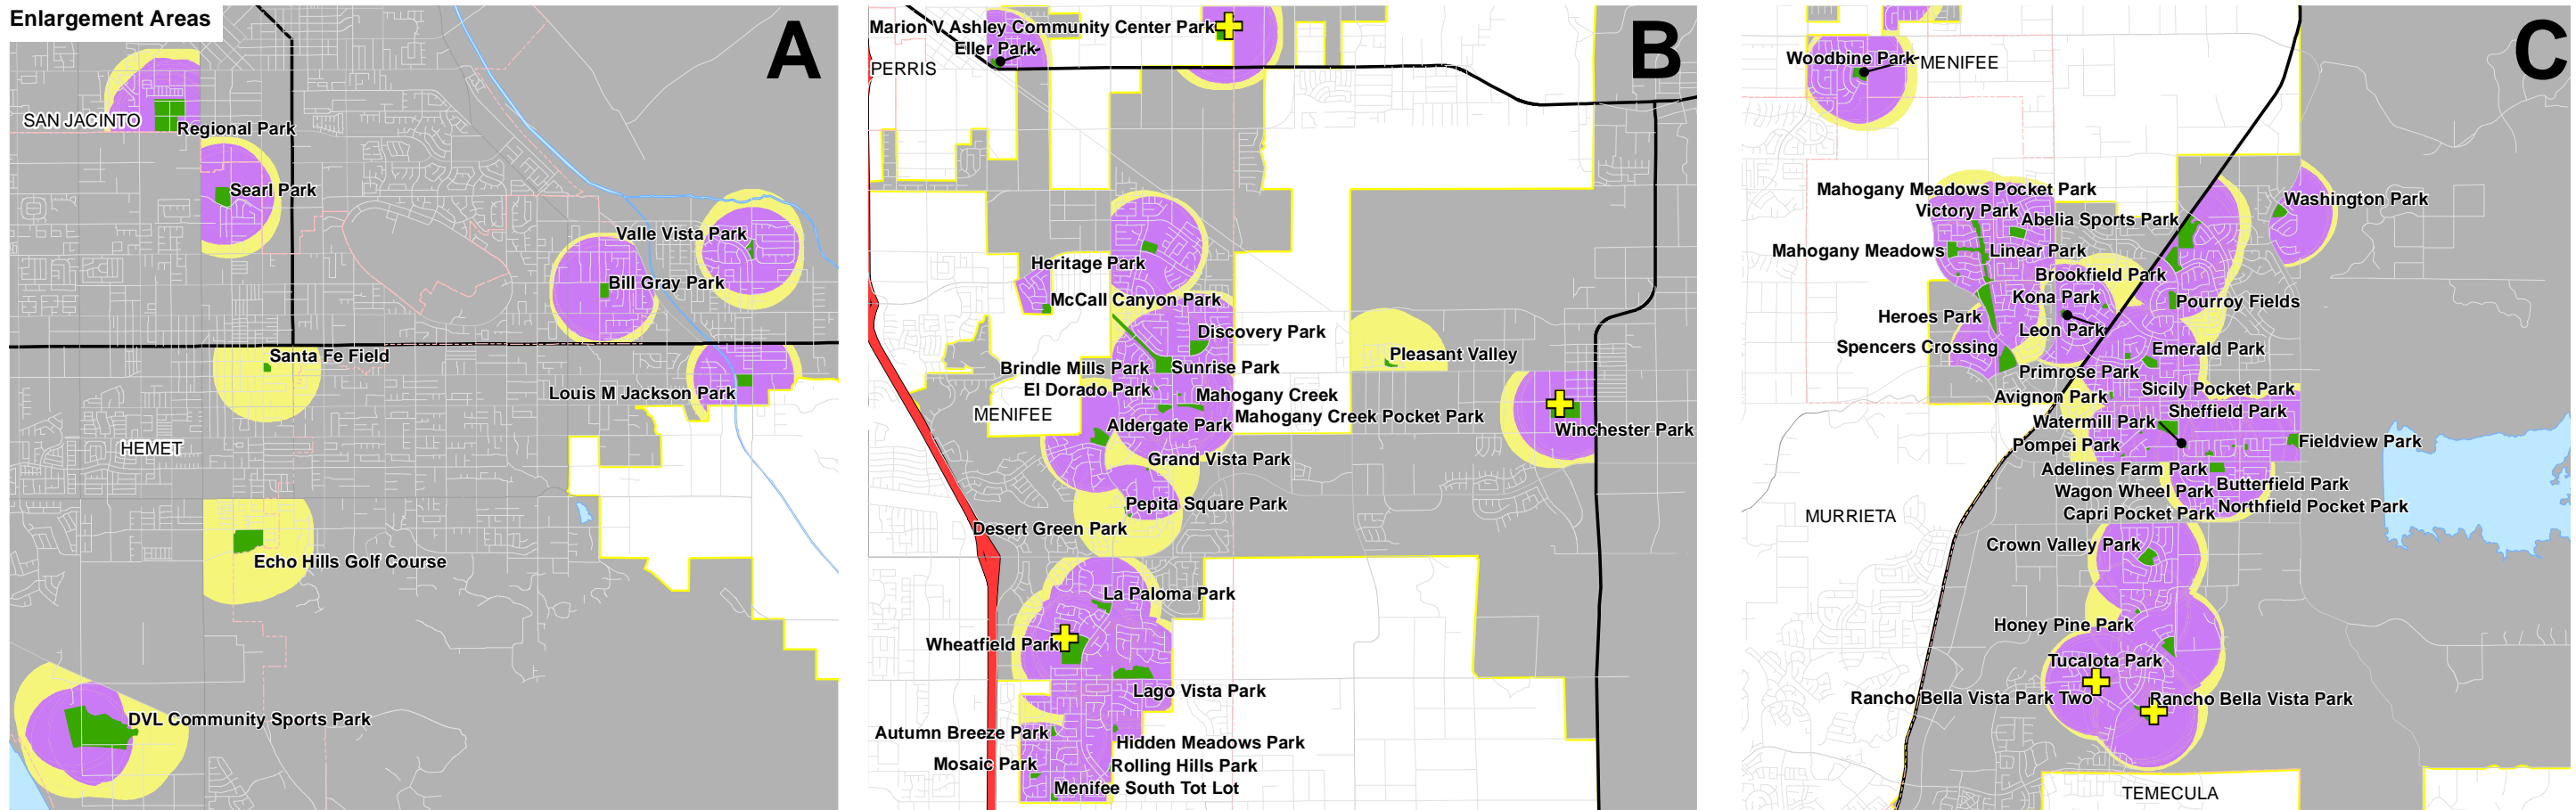 Enlargement Areas
A
SAN JACINTO
Regional Park
Searl Park
Valle Vista Park
Bill Gray Park
Santa Fe Field
Louis M Jackson Park
HEMET
Echo Hills Golf Course
DVL Community Sports Park
B
Marion V Ashley Community Center Park
Eller Park
PERRIS
Heritage Park
McCall Canyon Park
Discovery Park
Pleasant Valley
Brindle Mills Park
Sunrise Park
El Dorado Park
Mahogany Creek
MENIFEE
Mahogany Creek Pocket Park
Aldergate Park
Winchester Park
Grand Vista Park
Pepita Square Park
Desert Green Park
La Paloma Park
Wheatfield Park
Lago Vista Park
Autumn Breeze Park
Hidden Meadows Park
Mosaic Park
Rolling Hills Park
Menifee South Tot Lot
C
Woodbine Park
MENIFEE
Mahogany Meadows Pocket Park
Washington Park
Victory Park
Abelia Sports Park
Mahogany Meadows
Linear Park
Brookfield Park
Kona Park
Pourroy Fields
Heroes Park
Leon Park
Spencers Crossing
Emerald Park
Primrose Park
Sicily Pocket Park
Avignon Park
Sheffield Park
Watermill Park
Pompei Park
Fieldview Park
Adelines Farm Park
Butterfield Park
Wagon Wheel Park
Northfield Pocket Park
Capri Pocket Park
MURRIETA
Crown Valley Park
Honey Pine Park
Tucalota Park
Rancho Bella Vista Park Two
Rancho Bella Vista Park
TEMECULA